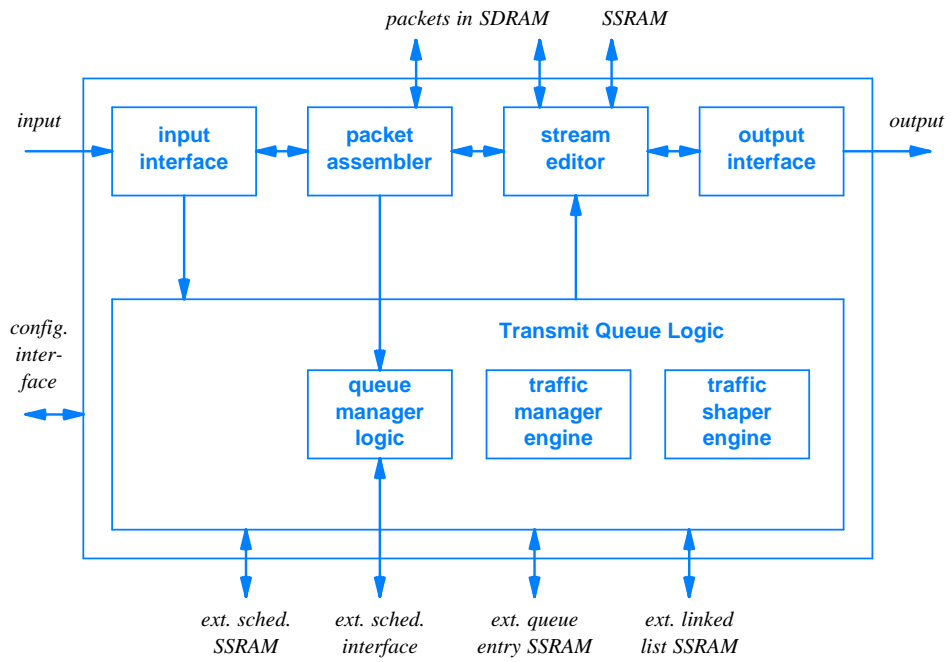 packets in SDRAM
SSRAM
input
output
input
interface
packet
assembler
stream
editor
output
interface
config.
inter-
face
Transmit Queue Logic
queue
manager
logic
traffic
manager
engine
traffic
shaper
engine
ext. sched.
SSRAM
ext. sched.
interface
ext. queue
entry SSRAM
ext. linked
list SSRAM